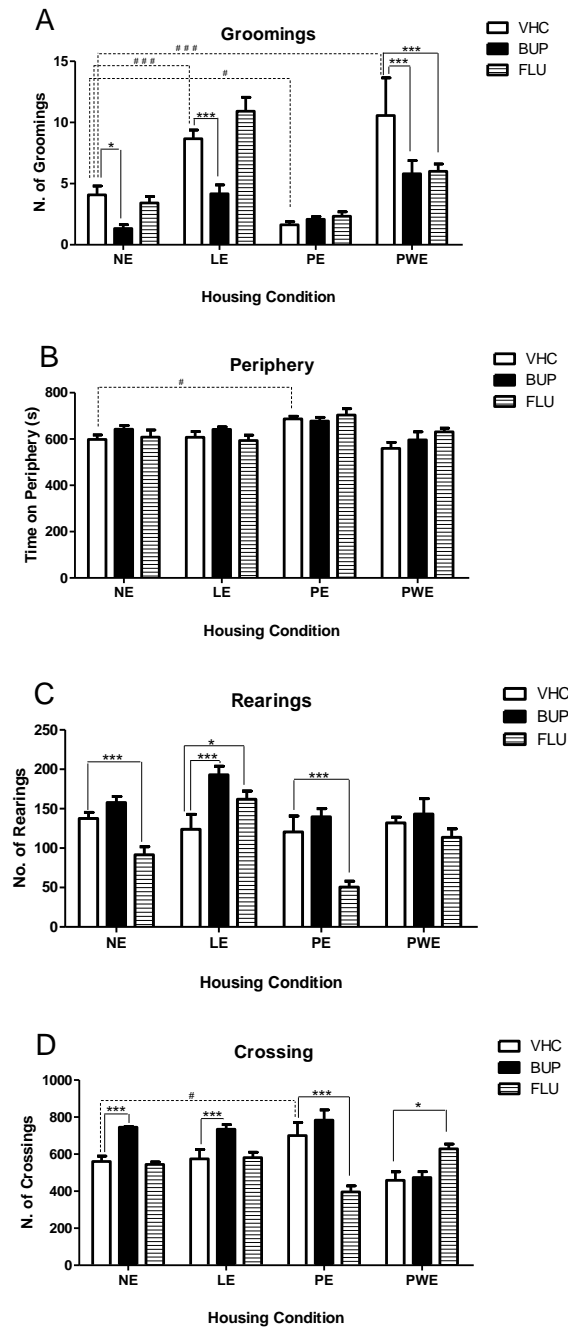 A
Groomings
VHC
BUP
FLU
N. of Groomings
15
10
5
0
# # #
# # #
#
*
***
***
***
NE LE PE PWE
Housing Condition
B
Periphery
VHC
BUP
FLU
Time on Periphery (s)
800
600
400
200
0
#
NE LE PE PWE
Housing Condition
C
Rearings
VHC
BUP
FLU
No. of Rearings
250
200
150
100
50
0
***
*
***
***
NE LE PE PWE
Housing Condition
D
Crossing
VHC
BUP
FLU
N. of Crossings
1000
800
600
400
200
0
***
#
***
***
*
NE LE PE PWE
Housing Condition